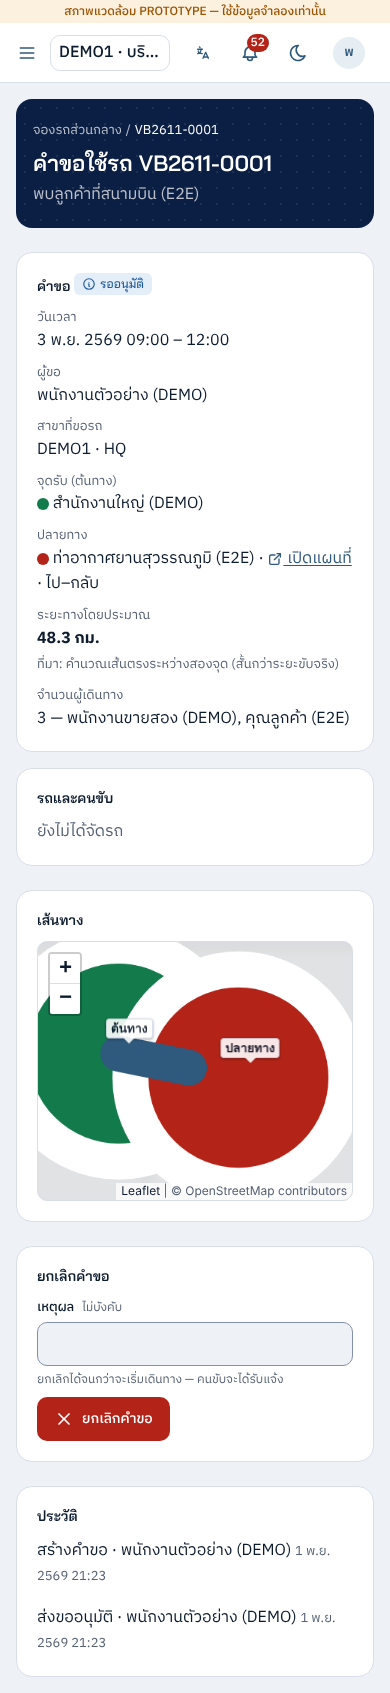 สภาพแวดล้อม PROTOTYPE — ใช้ข้อมูลจำลองเท่านั้น
DEMO1 · บริ...
52
พ
จองรถส่วนกลาง / VB2611-0001
คำขอใช้รถ VB2611-0001
พบลูกค้าที่สนามบิน (E2E)
คำขอ รออนุมัติ
วันเวลา
3 พ.ย. 2569 09:00 – 12:00
ผู้ขอ
พนักงานตัวอย่าง (DEMO)
สาขาที่ขอรถ
DEMO1 · HQ
จุดรับ (ต้นทาง)
สำนักงานใหญ่ (DEMO)
ปลายทาง
ท่าอากาศยานสุวรรณภูมิ (E2E) · เปิดแผนที่
· ไป–กลับ
ระยะทางโดยประมาณ
48.3 กม.
ที่มา: คำนวณเส้นตรงระหว่างสองจุด (สั้นกว่าระยะขับจริง)
จำนวนผู้เดินทาง
3 — พนักงานขายสอง (DEMO), คุณลูกค้า (E2E)
รถและคนขับ
ยังไม่ได้จัดรถ
เส้นทาง
+
−
ต้นทาง
ปลายทาง
Leaflet | © OpenStreetMap contributors
ยกเลิกคำขอ
เหตุผล ไม่บังคับ
ยกเลิกได้จนกว่าจะเริ่มเดินทาง — คนขับจะได้รับแจ้ง
ยกเลิกคำขอ
ประวัติ
สร้างคำขอ · พนักงานตัวอย่าง (DEMO) 1 พ.ย.
2569 21:23
ส่งขออนุมัติ · พนักงานตัวอย่าง (DEMO) 1 พ.ย.
2569 21:23